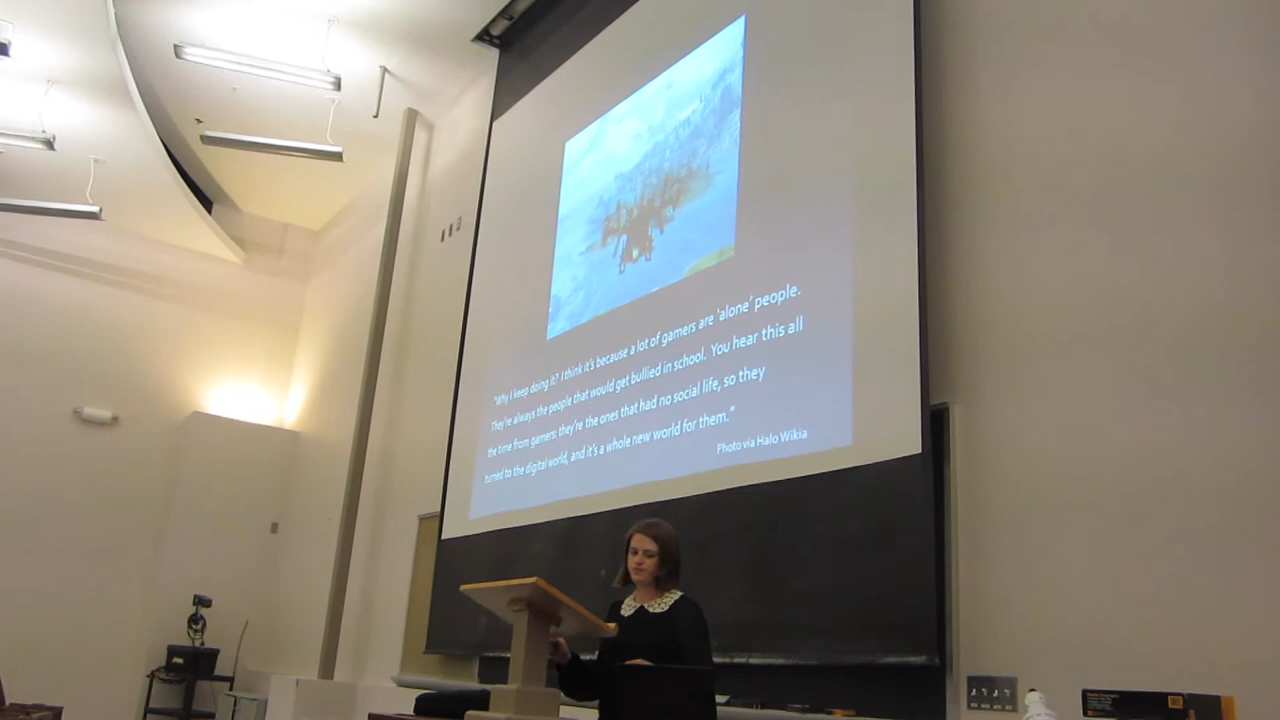 "Why I keep doing it? I think it's because a lot of gamers are 'alone' people.
They've always the people that would get bullied in school. You hear this all
the time from gamers: they're the ones that had no social life, so they
turned to the digital world, and it's a whole new world for them."
Photo via Halo Wikia